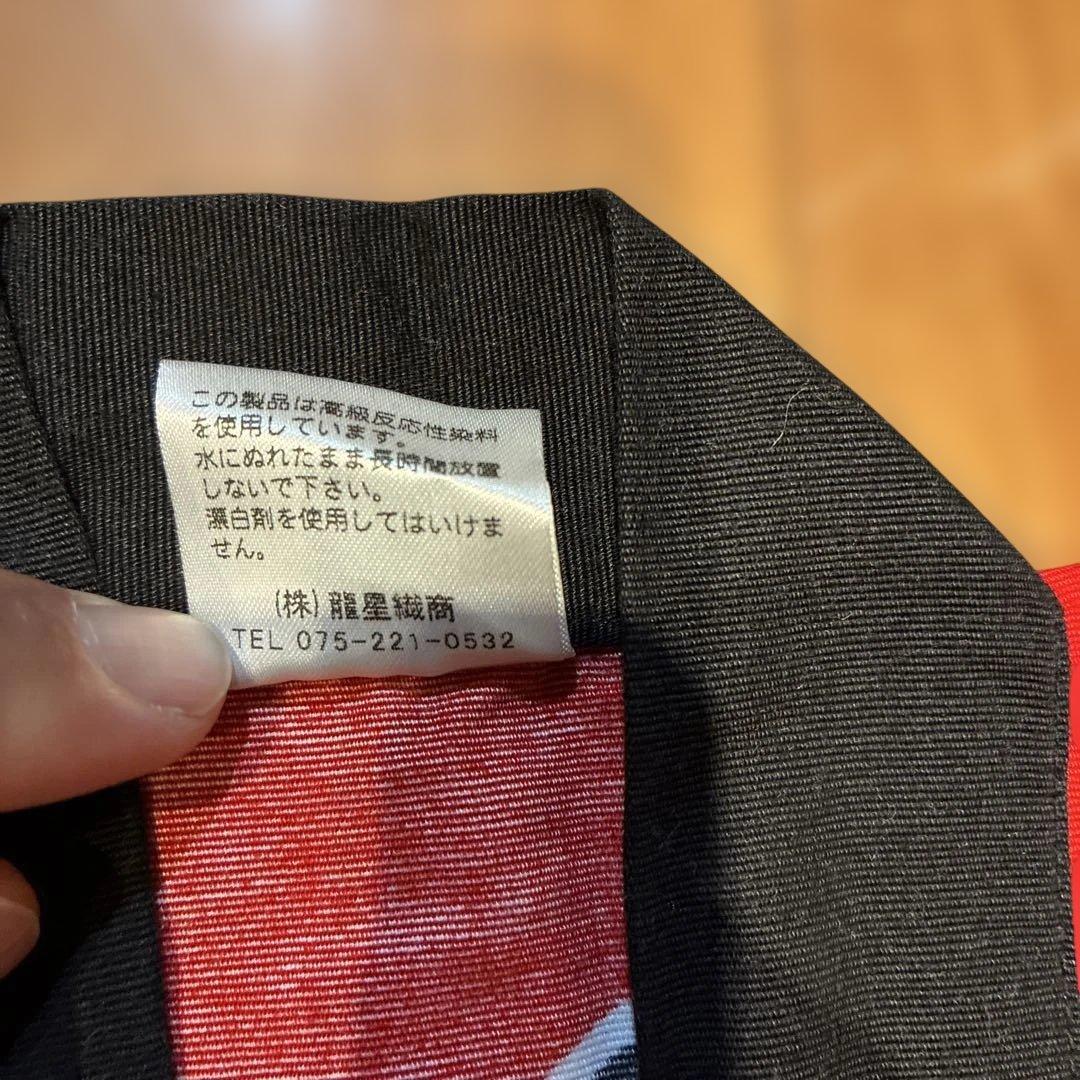 この製品は高級反応性染料
を使用しています。
水にぬれたまま長時間放置
しないで下さい。
漂白剤を使用してはいけま
せん。
(株)龍星繊商
TEL 075-221-0532